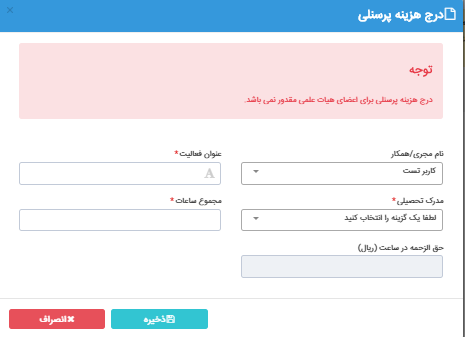 درج هزینه پرسنلی
توجه
درج هزینه پرسنلی برای اعضای هیات علمی مقدور نمی باشد.
نام مجری/همکار
عنوان فعالیت*
کاربر تست
مدرک تحصیلی*
مجموع ساعات*
لطفا یک گزینه را انتخاب کنید
حق الزحمه در ساعت (ریال)
ذخیره
انصراف